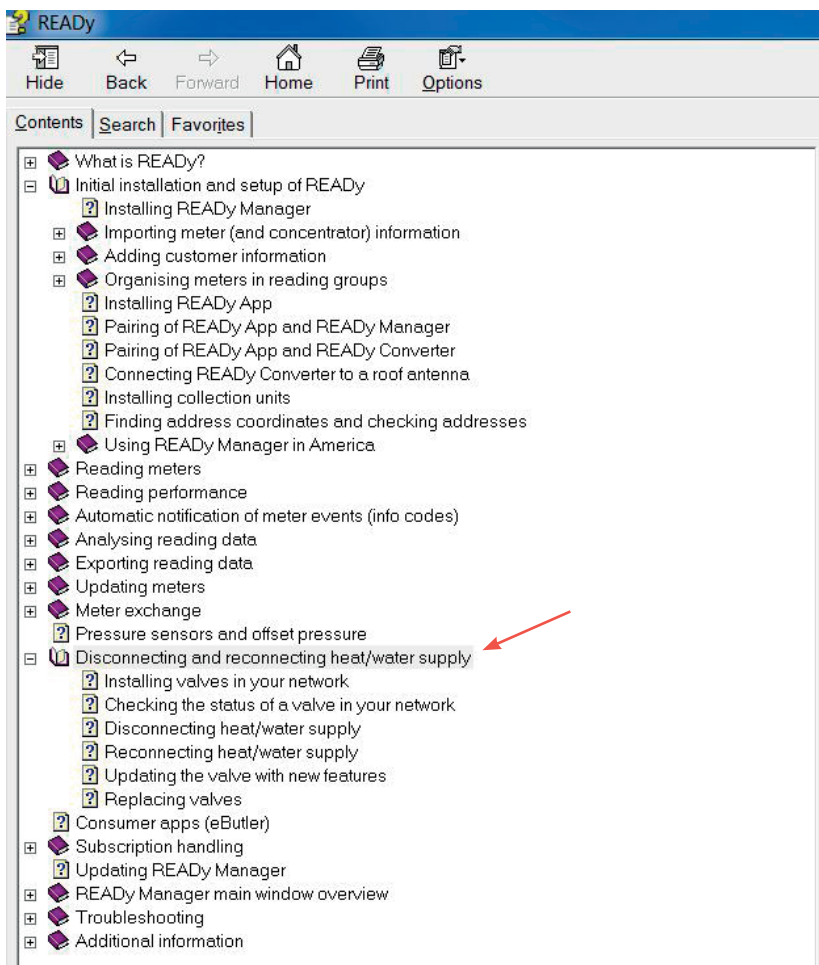 READy
Hide Back Forward Home Print Options
Contents Search Favorites
What is READy?
Initial installation and setup of READy
Installing READy Manager
Importing meter (and concentrator) information
Adding customer information
Organising meters in reading groups
Installing READy App
Pairing of READy App and READy Manager
Pairing of READy App and READy Converter
Connecting READy Converter to a roof antenna
Installing collection units
Finding address coordinates and checking addresses
Using READy Manager in America
Reading meters
Reading performance
Automatic notification of meter events (info codes)
Analysing reading data
Exporting reading data
Updating meters
Meter exchange
Pressure sensors and offset pressure
Disconnecting and reconnecting heat/water supply
Installing valves in your network
Checking the status of a valve in your network
Disconnecting heat/water supply
Reconnecting heat/water supply
Updating the valve with new features
Replacing valves
Consumer apps (eButler)
Subscription handling
Updating READy Manager
READy Manager main window overview
Troubleshooting
Additional information